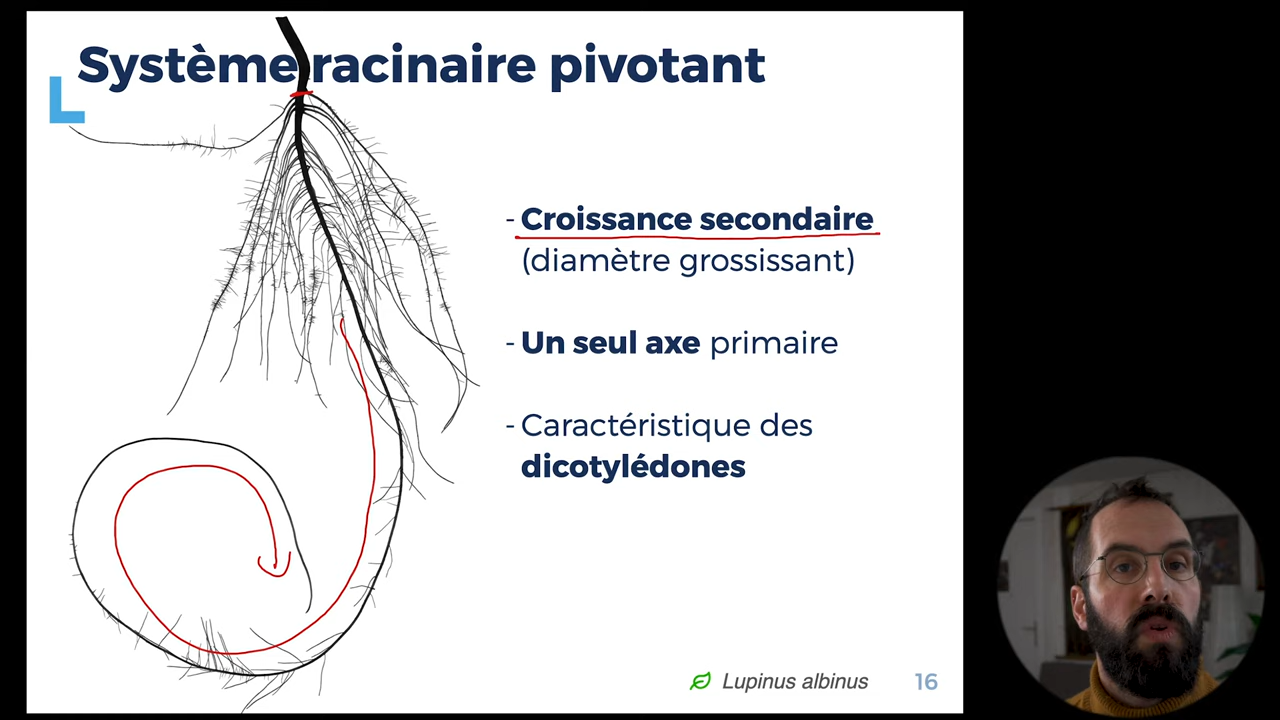 Système racinaire pivotant
- Croissance secondaire
(diamètre grossissant)
- Un seul axe primaire
- Caractéristique des
dicotylédones
Lupinus albinus
16